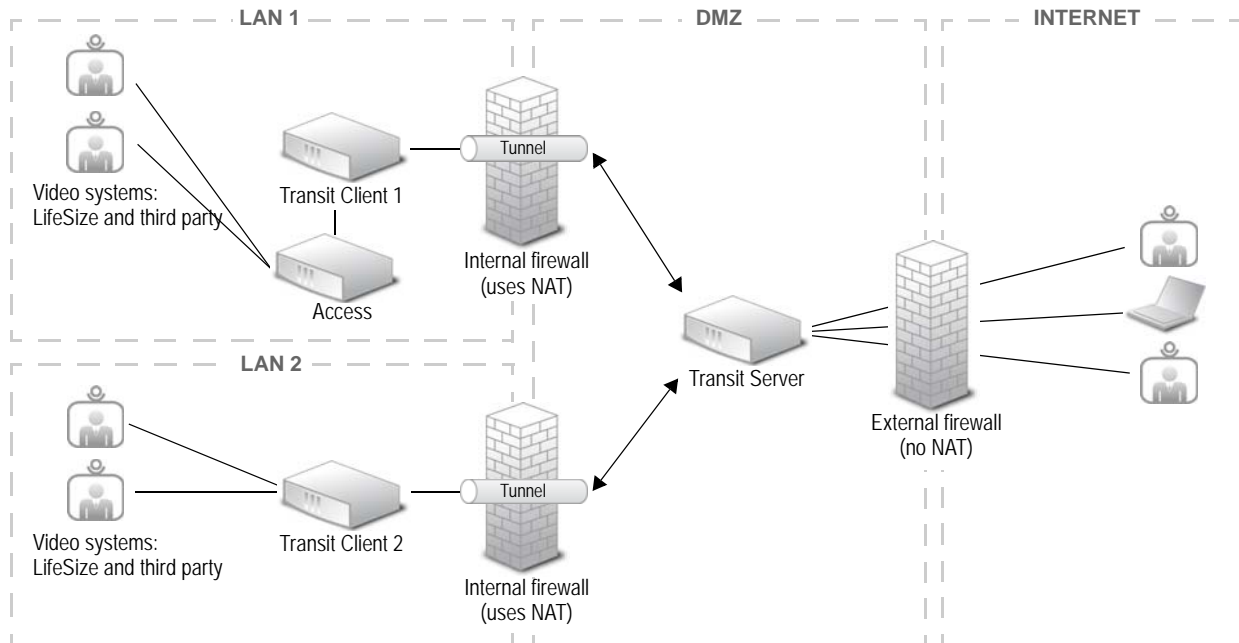 LAN 1
DMZ
INTERNET
Tunnel
Video systems:
LifeSize and third party
Transit Client 1
Internal firewall
(uses NAT)
Access
LAN 2
Transit Server
External firewall
(no NAT)
Tunnel
Video systems:
LifeSize and third party
Transit Client 2
Internal firewall
(uses NAT)